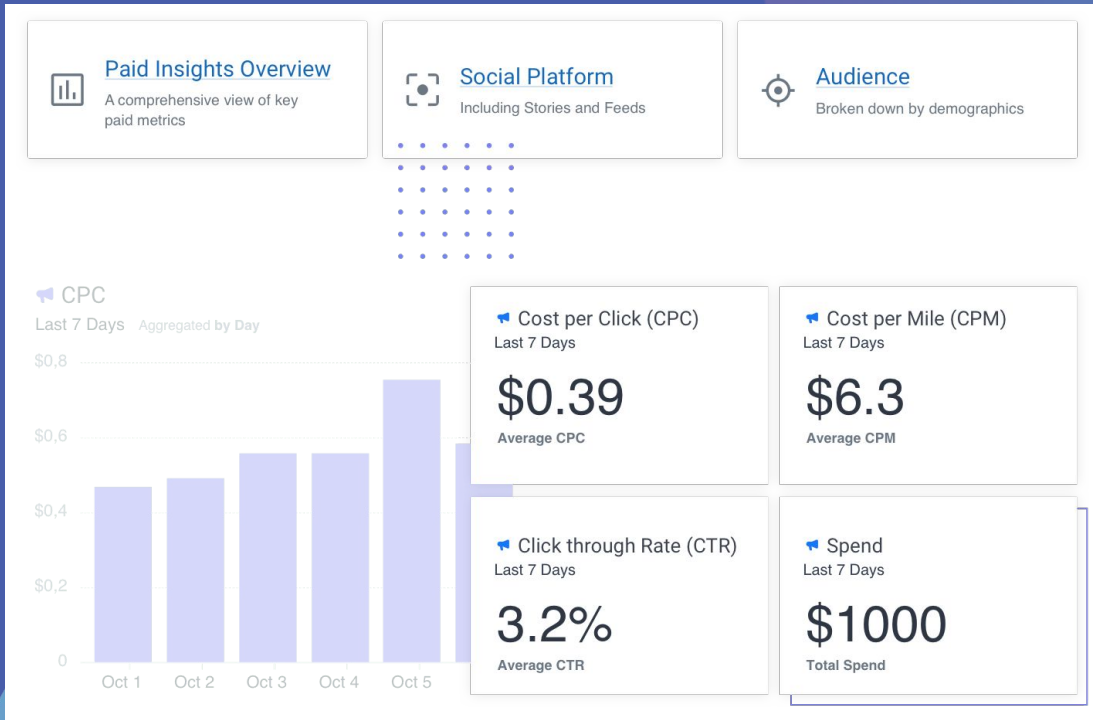 Paid Insights Overview
A comprehensive view of key
paid metrics
Social Platform
Including Stories and Feeds
Audience
Broken down by demographics
CPC
Last 7 Days Aggregated by Day
$0,8
$0,6
$0,4
$0,2
0
Oct 1 Oct 2 Oct 3 Oct 4 Oct 5
Cost per Click (CPC)
Last 7 Days
$0.39
Average CPC
Cost per Mile (CPM)
Last 7 Days
$6.3
Average CPM
Click through Rate (CTR)
Last 7 Days
3.2%
Average CTR
Spend
Last 7 Days
$1000
Total Spend